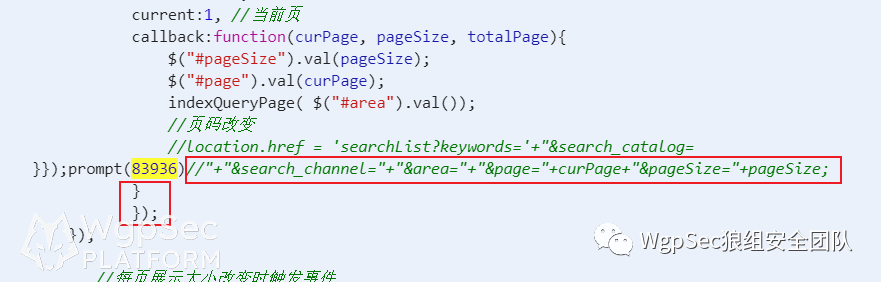 current:1, //当前页
callback:function(curPage, pageSize, totalPage){
$("#pageSize").val(pageSize);
$("#page").val(curPage);
indexQueryPage( $("#area").val());
//页码改变
//location.href = 'searchList?keywords='+"&search_catalog=
}});prompt(83936)//"+"&search_channel="+"&area="+"&page="+curPage+"&pageSize="+pageSize;
}
});
}),
WgpSec
PLATFORM
WgpSec狼组安全团队
//每页展示大小改变时触发事件